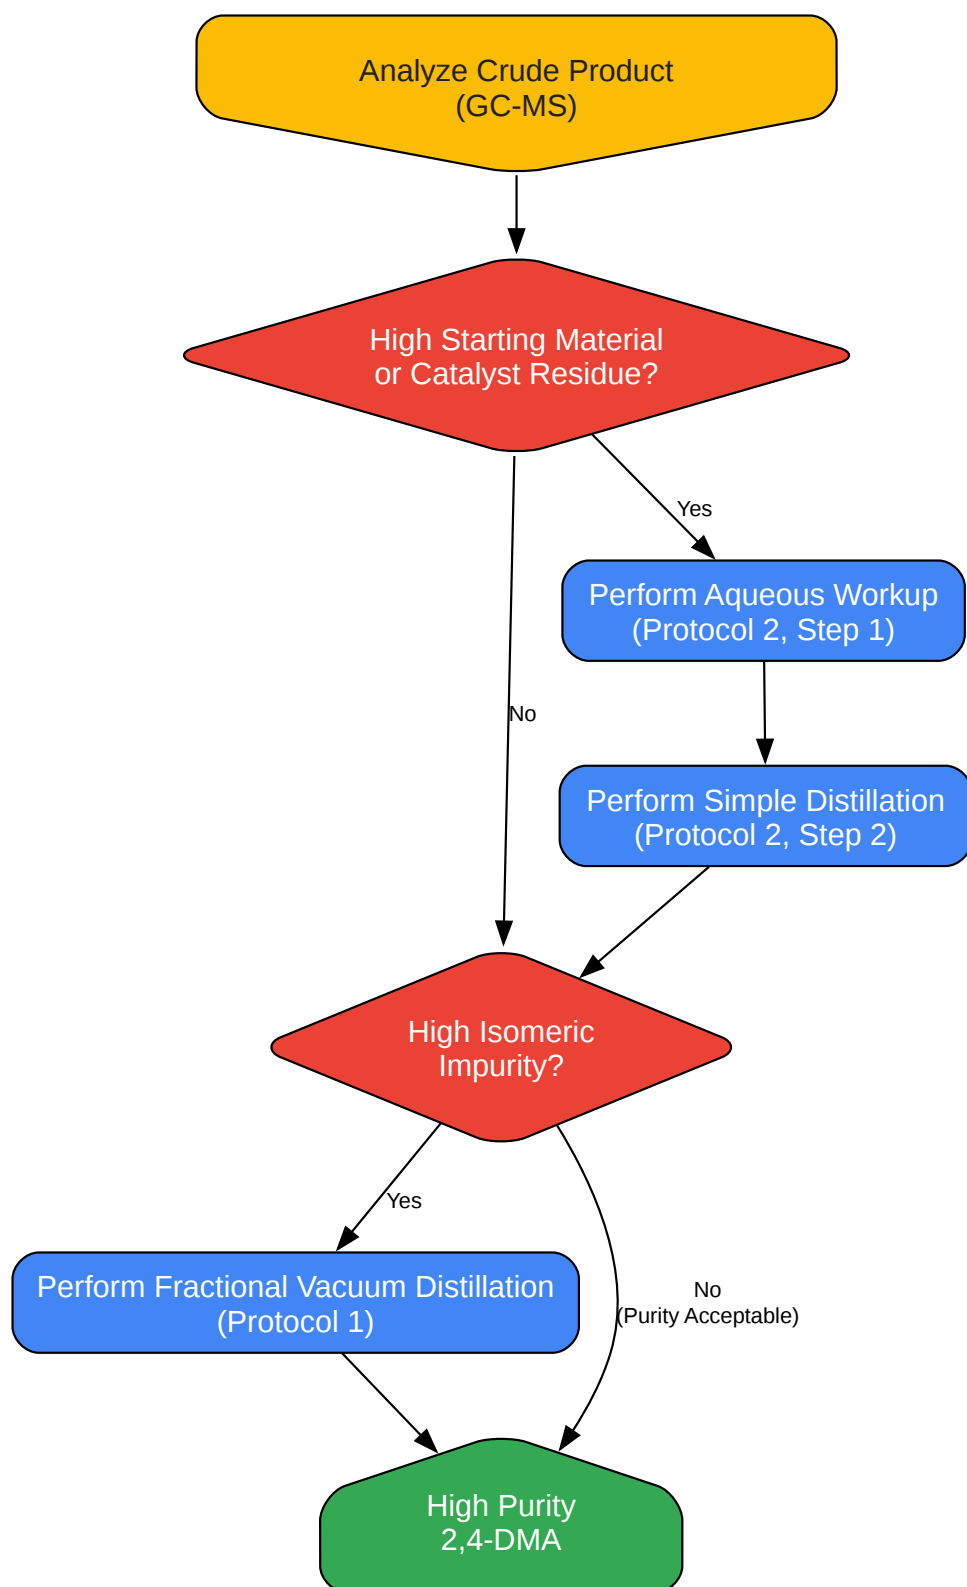 Analyze Crude Product
(GC-MS)
High Starting Material
or Catalyst Residue?
Yes
Perform Aqueous Workup
(Protocol 2, Step 1)
No
Perform Simple Distillation
(Protocol 2, Step 2)
High Isomeric
Impurity?
Yes
Perform Fractional Vacuum Distillation
(Protocol 1)
No
(Purity Acceptable)
High Purity
2,4-DMA